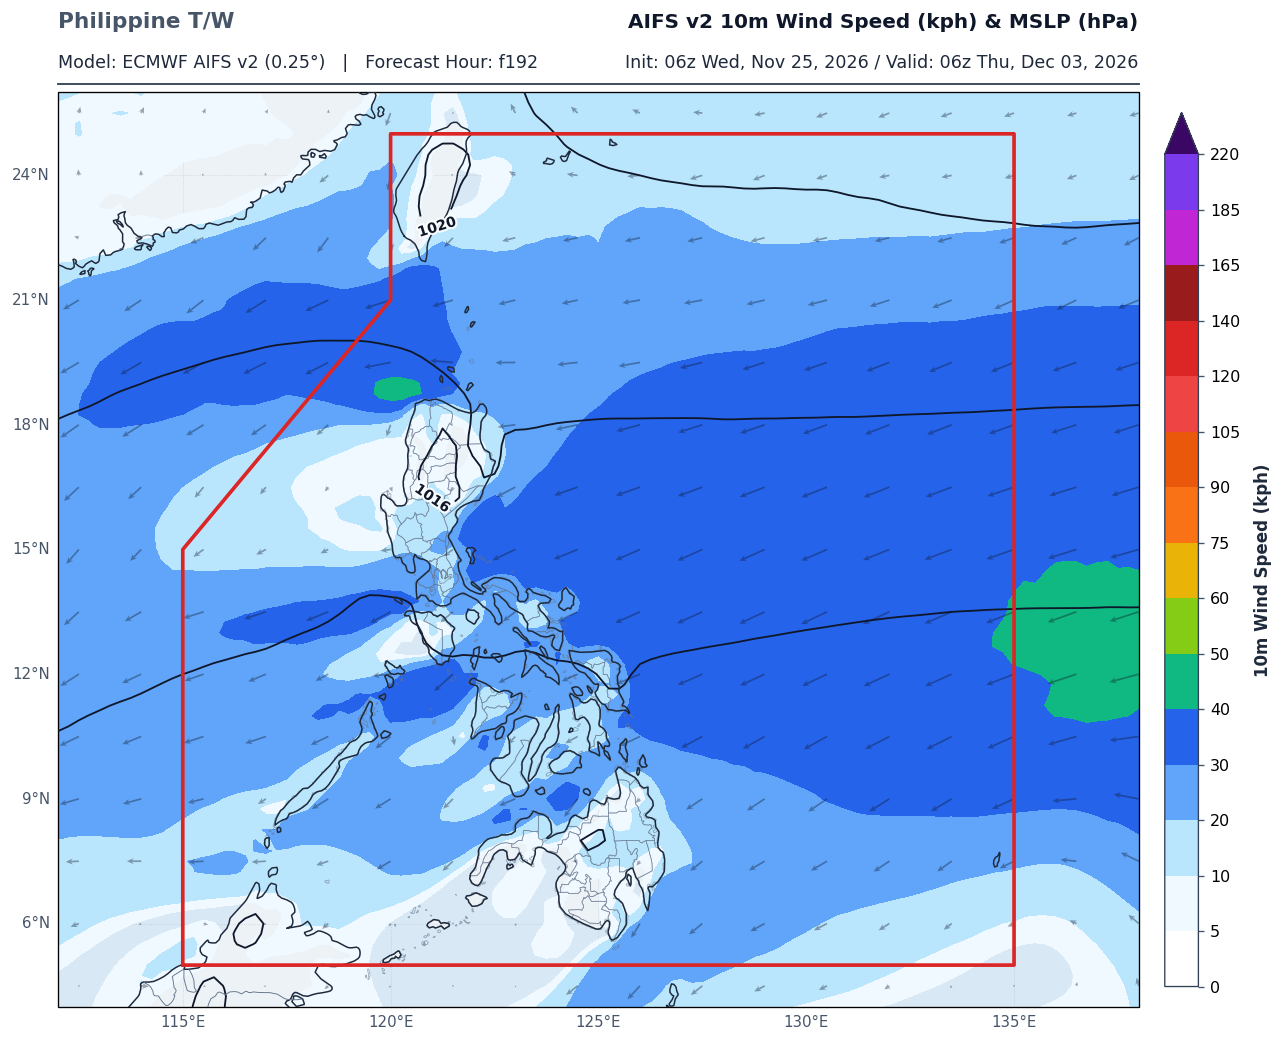 Philippine T/W
AIFS v2 10m Wind Speed (kph) & MSLP (hPa)
Model: ECMWF AIFS v2 (0.25°) | Forecast Hour: f192
Init: 06z Wed, Nov 25, 2026 / Valid: 06z Thu, Dec 03, 2026
24°N
21°N
18°N
15°N
12°N
9°N
6°N
1020
1016
115°E
120°E
125°E
130°E
135°E
220
185
165
140
120
105
90
75
60
50
40
30
20
10
5
0
10m Wind Speed (kph)